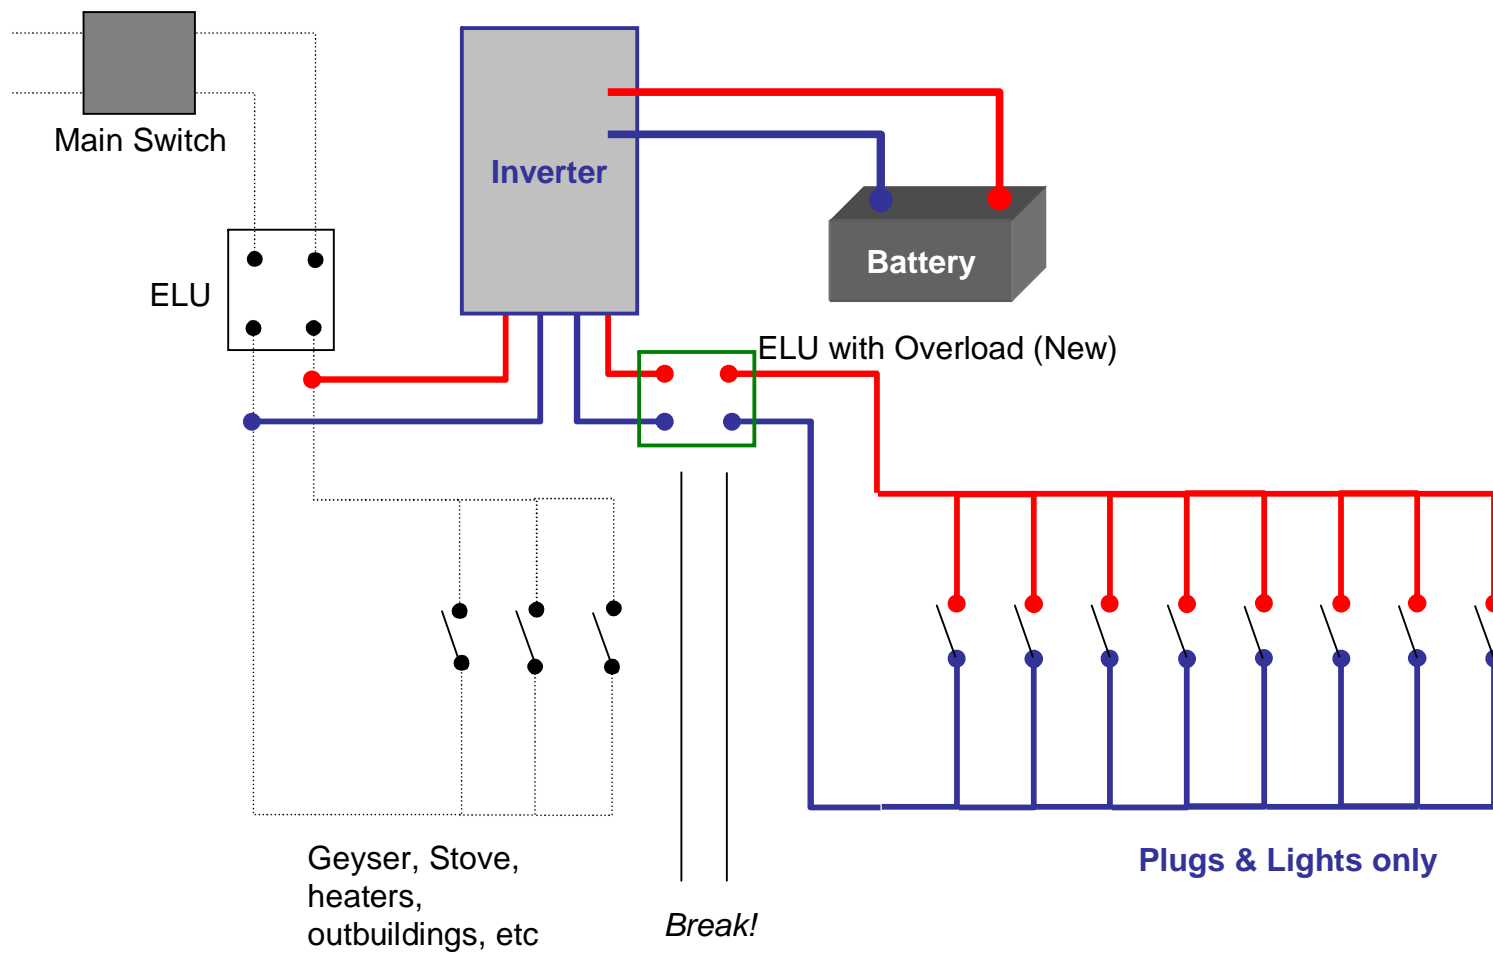 Main Switch
Inverter
Battery
ELU
ELU with Overload (New)
Geyser, Stove,
heaters,
outbuildings, etc
Break!
Plugs & Lights only